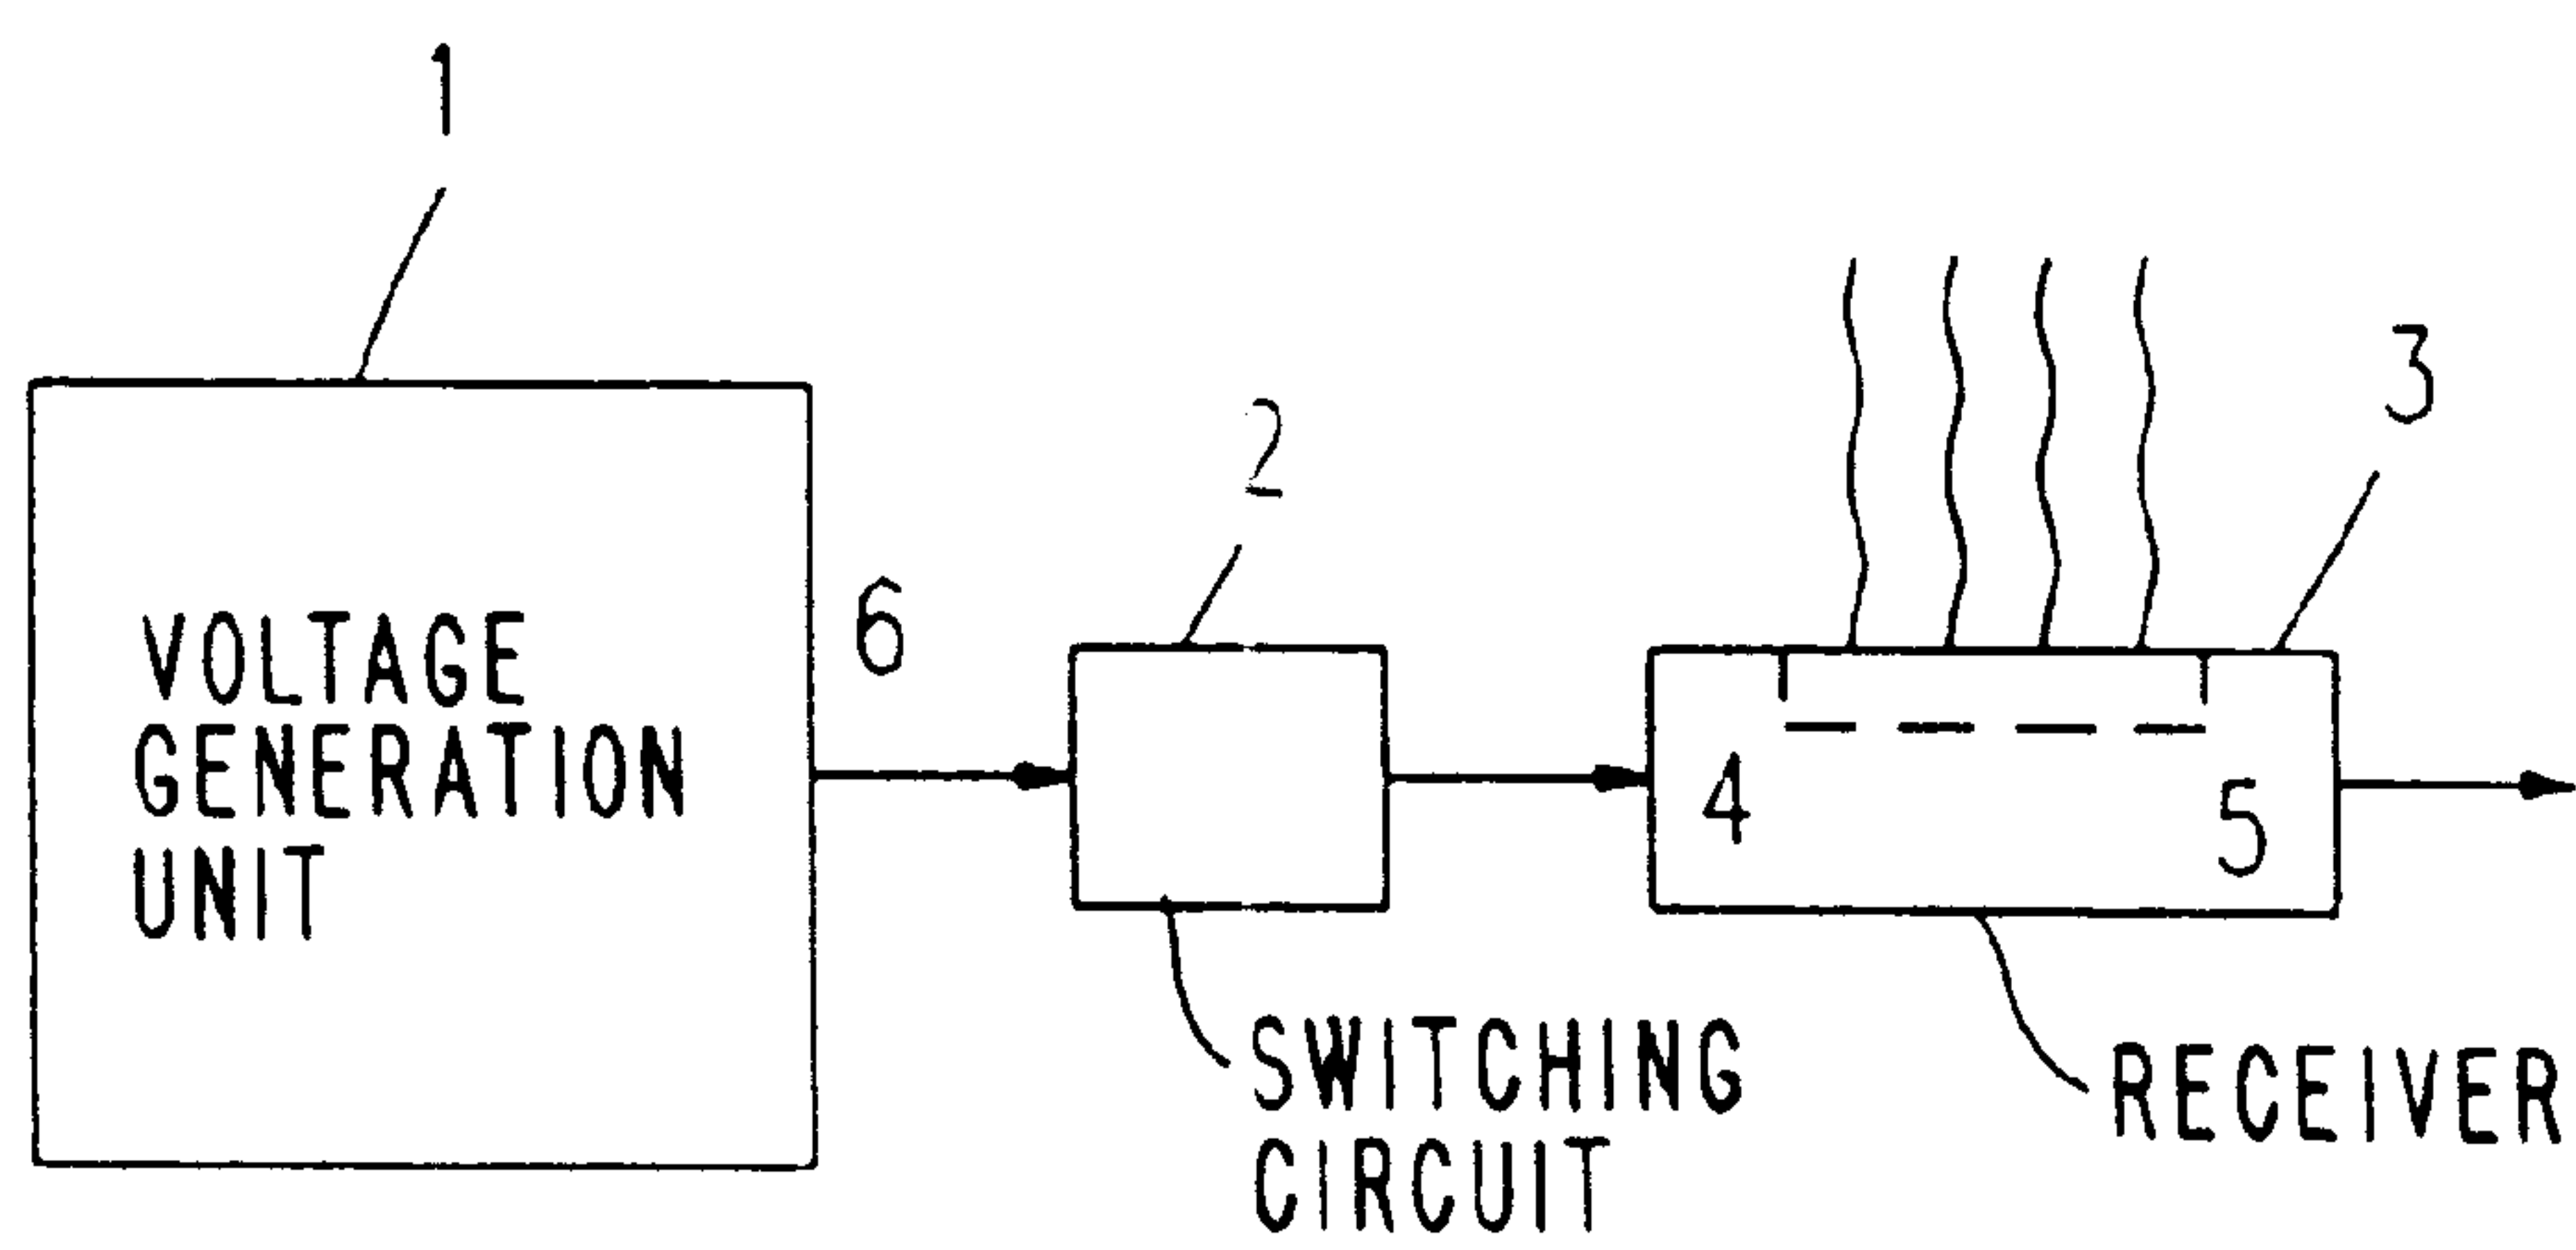 1
2
3
6
VOLTAGE
GENERATION
UNIT
4
5
SWITCHING
CIRCUIT
RECEIVER